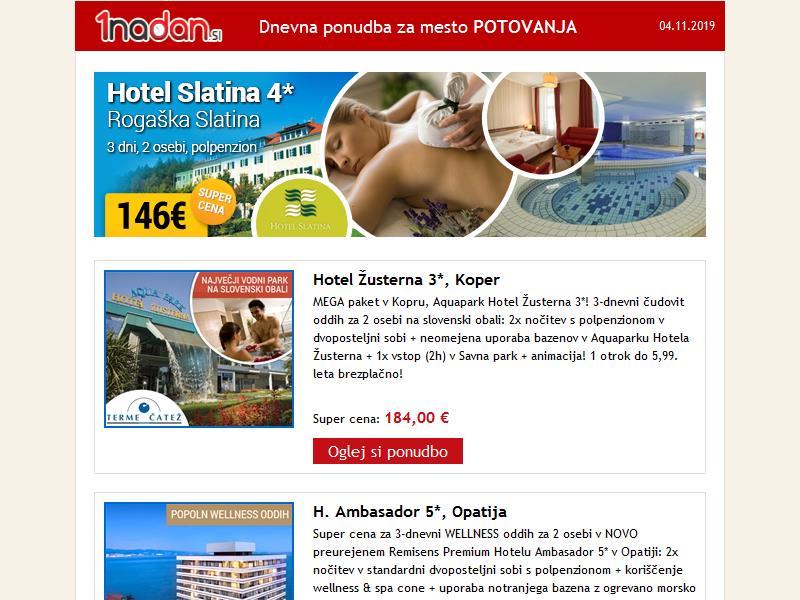 1nadan.si
Dnevna ponudba za mesto POTOVANJA
04.11.2019
Hotel Slatina 4*
Rogaška Slatina
3 dni, 2 osebi, polpenzion
146€
SUPER
CENA
HOTEL SLATINA
AQUA PARK
HOTEL ŽUSTERNA
NAJVEČJI VODNI PARK
NA SLOVENSKI OBALI
TERME ČATEŽ
Hotel Žusterna 3*, Koper
MEGA paket v Kopru, Aquapark Hotel Žusterna 3*! 3-dnevni čudovit
oddih za 2 osebi na slovenski obali: 2x nočitev s polpenzionom v
dvoposteljni sobi + neomejena uporaba bazenov v Aquaparku Hotela
Žusterna + 1x vstop (2h) v Savna park + animacija! 1 otrok do 5,99.
leta brezplačno!
Super cena: 184,00 €
Oglej si ponudbo
POPOLN WELLNESS ODDIH
H. Ambasador 5*, Opatija
Super cena za 3-dnevni WELLNESS oddih za 2 osebi v NOVO
preurejenem Remisens Premium Hotelu Ambasador 5* v Opatiji: 2x
nočitev v standardni dvoposteljni sobi s polpenzionom + koriščenje
wellness & spa cone + uporaba notranjega bazena z ogrevano morsko